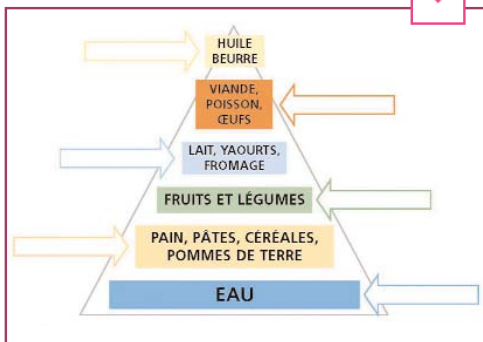 HUILE
BEURRE
VIANDE,
POISSON,
ŒUFS
LAIT, YAOURTS,
FROMAGE
FRUITS ET LÉGUMES
PAIN, PÂTES, CÉRÉALES,
POMMES DE TERRE
EAU